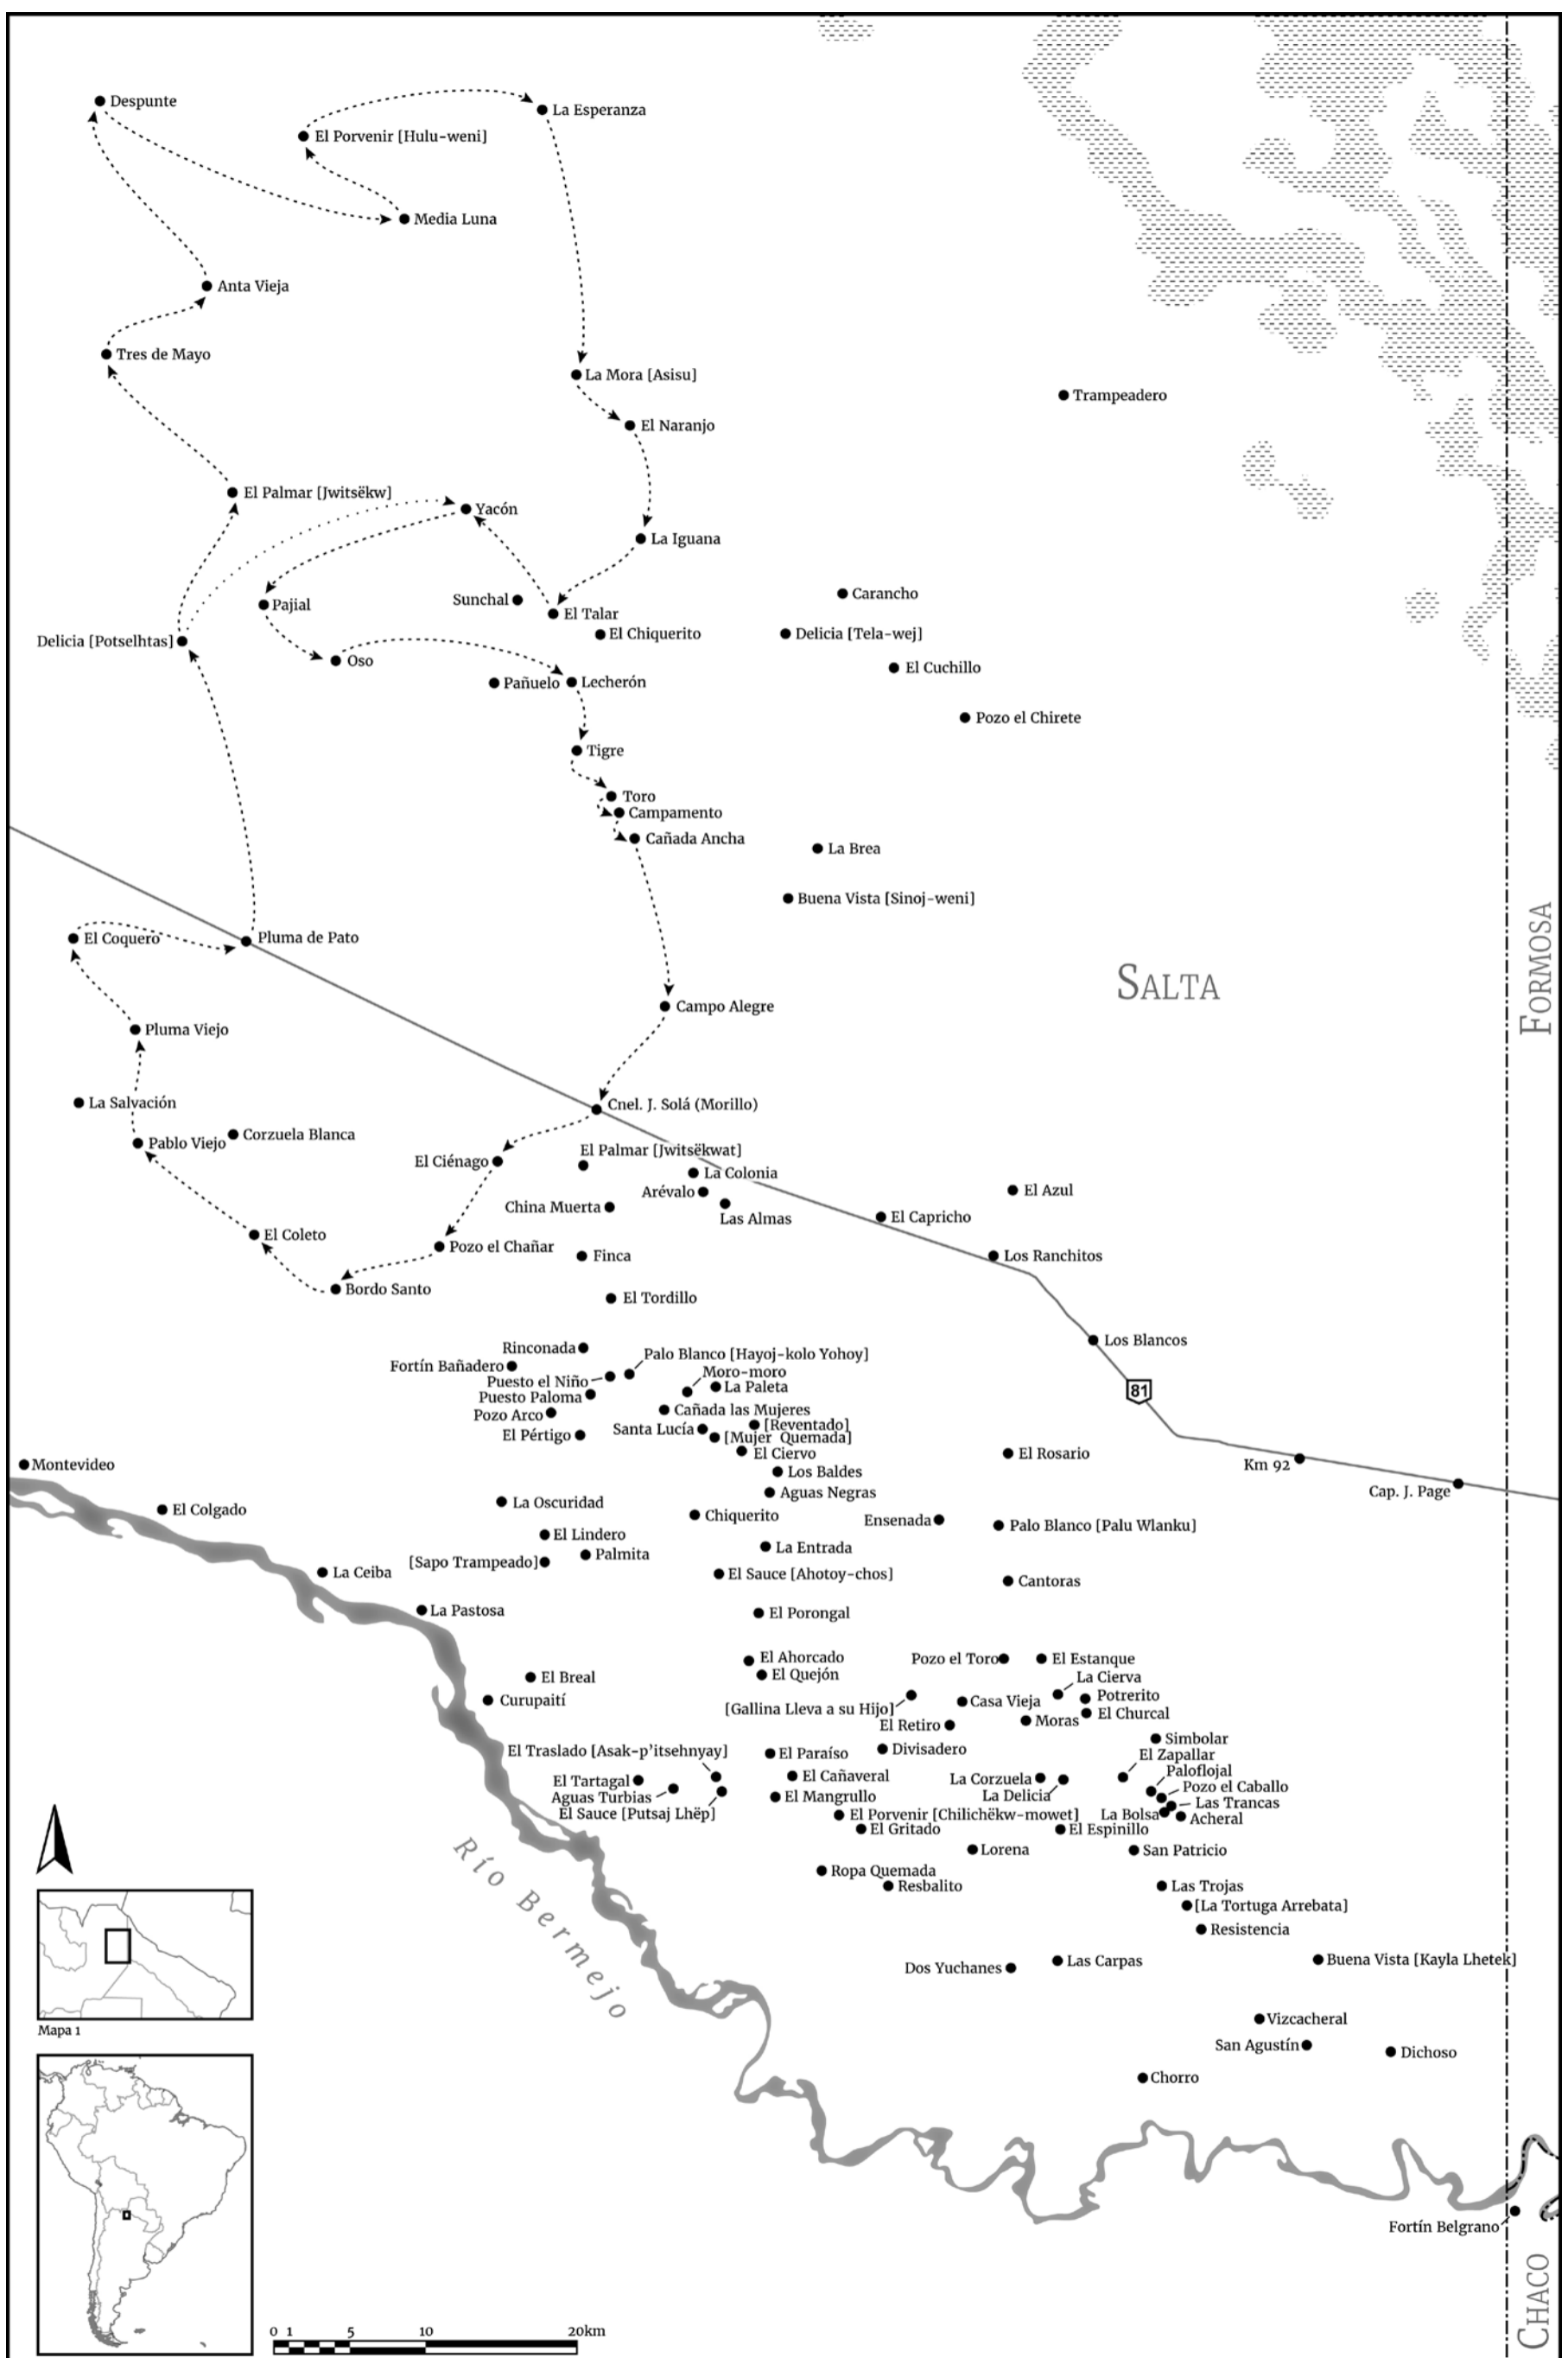 Despunte
La Esperanza
El Porvenir [Hulu-weni]
Media Luna
Anta Vieja
Tres de Mayo
La Mora [Asisu]
Trampeadero
El Naranjo
El Palmar [Jwitsëkw]
Yacón
La Iguana
Carancho
Sunchal
Pajial
El Talar
El Chiquerito
Delicia [Tela-wej]
Delicia [Potselhtas]
Oso
El Cuchillo
Pañuelo
Lecherón
Pozo el Chirete
Tigre
Toro
Campamento
Cañada Ancha
La Brea
Buena Vista [Sinoj-weni]
El Coquero
Pluma de Pato
SALTA
FORMOSA
Campo Alegre
Pluma Viejo
La Salvación
Cnel. J. Solá (Morillo)
Pablo Viejo
Corzuela Blanca
El Palmar [Jwitsëkwat]
El Ciénago
La Colonia
Arévalo
El Azul
China Muerta
Las Almas
El Capricho
El Coleto
Pozo el Chañar
Finca
Los Ranchitos
Bordo Santo
El Tordillo
Los Blancos
Rinconada
Palo Blanco [Hayoj-kolo Yohoy]
Fortín Bañadero
Moro-moro
Puesto el Niño
La Paleta
81
Puesto Paloma
Cañada las Mujeres
Pozo Arco
[Reventado]
Santa Lucía
El Pértigo
[Mujer Quemada]
El Ciervo
El Rosario
Montevideo
Km 92
Los Baldes
Cap. J. Page
Aguas Negras
La Oscuridad
El Colgado
Chiquerito
Ensenada
Palo Blanco [Palu Wlanku]
El Lindero
La Entrada
Palmita
[Sapo Trampeado]
La Ceiba
El Sauce [Ahotoy-chos]
Cantoras
La Pastosa
El Porongal
El Ahorcado
Pozo el Toro
El Estanque
El Quejón
El Breal
La Cierva
Potrerito
Curupaití
Casa Vieja
[Gallina Lleva a su Hijo]
El Churcal
Moras
El Retiro
Simbolar
El Traslado [Asak-p'itsehnyay]
El Paraíso
Divisadero
El Zapallar
Paloflojal
El Tartagal
El Cañaveral
La Corzuela
Pozo el Caballo
Aguas Turbias
El Mangrullo
La Delicia
Las Trancas
El Sauce [Putsaj Lhëp]
El Porvenir [Chilichëkw-mowet]
La Bolsa
Acheral
El Gritado
El Espinillo
Lorena
San Patricio
Río Bermejo
Ropa Quemada
Resbalito
Las Trojas
[La Tortuga Arrebata]
Resistencia
Dos Yuchanes
Las Carpas
Buena Vista [Kayla Lhetek]
Mapa 1
Vizcacheral
San Agustín
Dichoso
Chorro
Fortín Belgrano
CHACO
0 1 5 10 20km